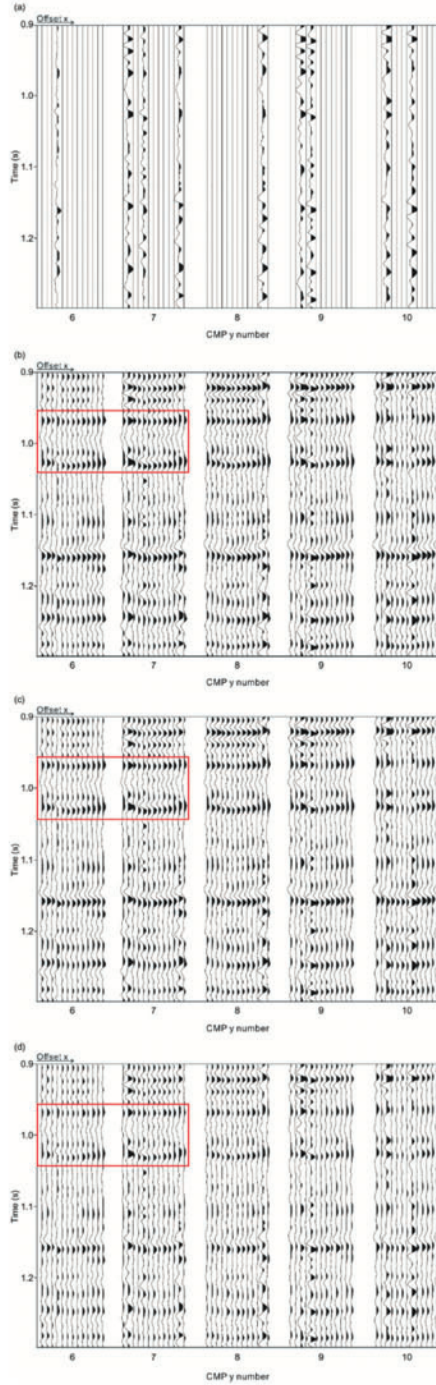 (a)
Offset x
0.9
1.0
1.1
1.2
Time (s)
6 7 8 9 10
CMP y number
(b)
Offset x
0.9
1.0
1.1
1.2
Time (s)
6 7 8 9 10
CMP y number
(c)
Offset x
0.9
1.0
1.1
1.2
Time (s)
6 7 8 9 10
CMP y number
(d)
Offset x
0.9
1.0
1.1
1.2
Time (s)
6 7 8 9 10
CMP y number